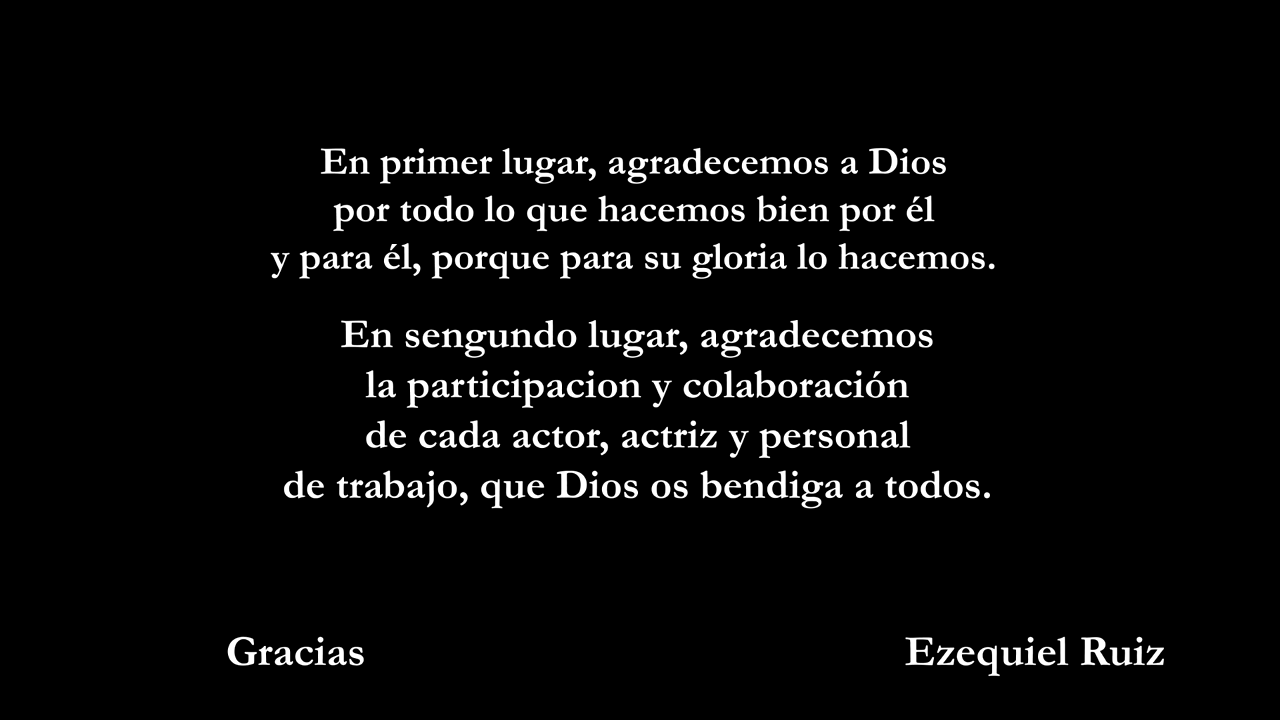 En primer lugar, agradecemos a Dios
por todo lo que hacemos bien por él
y para él, porque para su gloria lo hacemos.
En sengundo lugar, agradecemos
la participacion y colaboración
de cada actor, actriz y personal
de trabajo, que Dios os bendiga a todos.
Gracias Ezequiel Ruiz